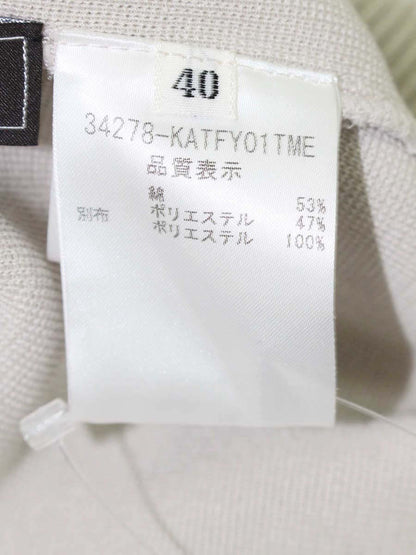 40
34278-KATFY01TME
品質表示
綿 53%
ポリエステル 47%
別布 ポリエステル 100%